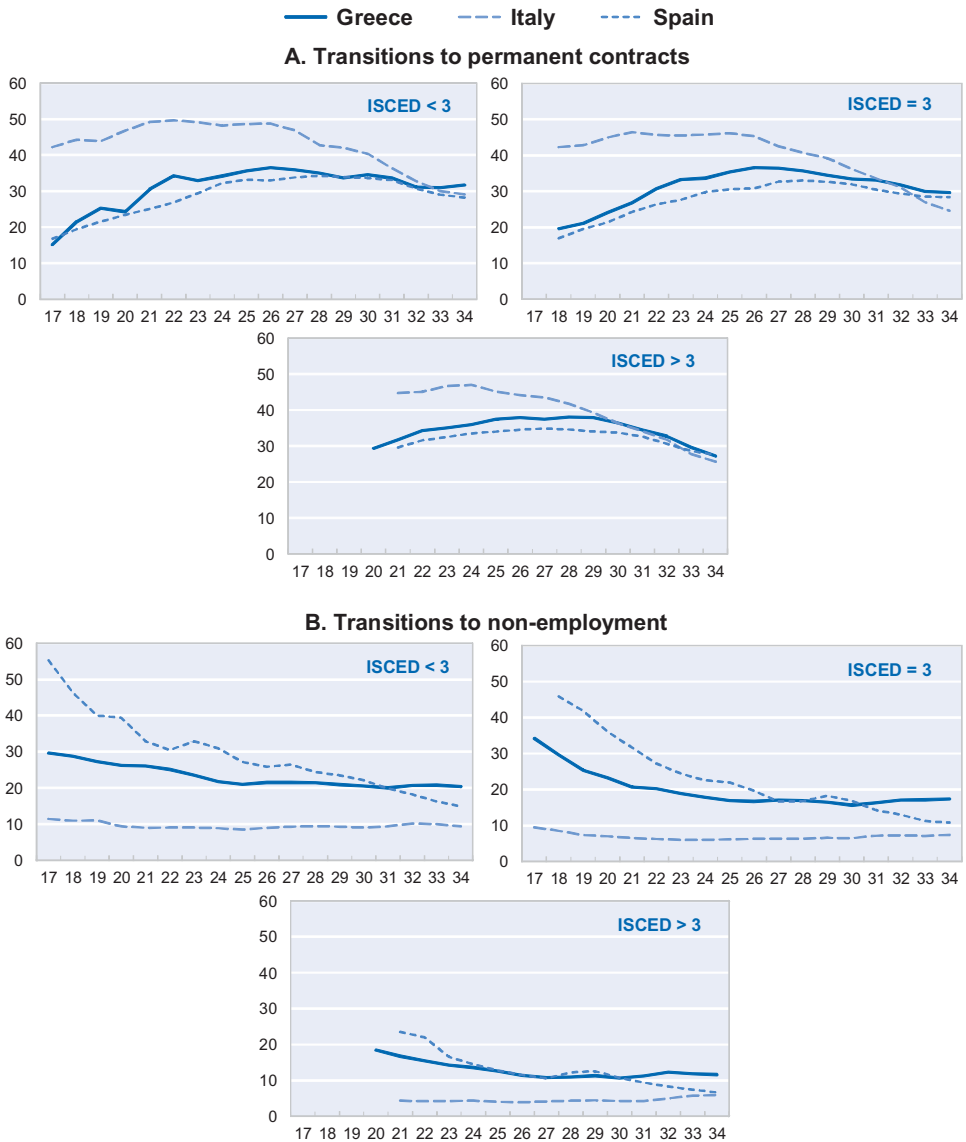 Greece Italy Spain
A. Transitions to permanent contracts
60
50
40
30
20
10
0
ISCED < 3
17 18 19 20 21 22 23 24 25 26 27 28 29 30 31 32 33 34
60
50
40
30
20
10
0
ISCED = 3
17 18 19 20 21 22 23 24 25 26 27 28 29 30 31 32 33 34
60
50
40
30
20
10
0
ISCED > 3
17 18 19 20 21 22 23 24 25 26 27 28 29 30 31 32 33 34
B. Transitions to non-employment
60
50
40
30
20
10
0
ISCED < 3
17 18 19 20 21 22 23 24 25 26 27 28 29 30 31 32 33 34
60
50
40
30
20
10
0
ISCED = 3
17 18 19 20 21 22 23 24 25 26 27 28 29 30 31 32 33 34
60
50
40
30
20
10
0
ISCED > 3
17 18 19 20 21 22 23 24 25 26 27 28 29 30 31 32 33 34